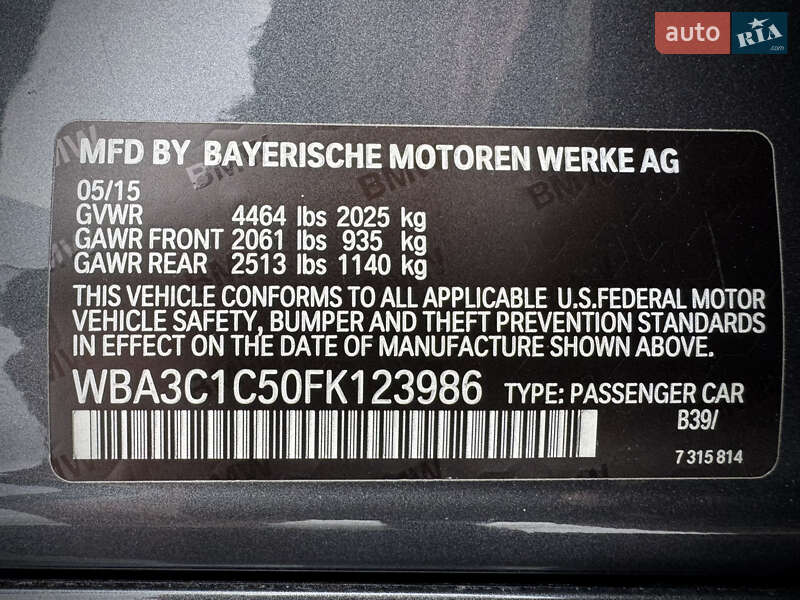 auto RIA.com
MFD BY BAYERISCHE MOTOREN WERKE AG
05/15
GVWR 4464 lbs 2025 kg
GAWR FRONT 2061 lbs 935 kg
GAWR REAR 2513 lbs 1140 kg
THIS VEHICLE CONFORMS TO ALL APPLICABLE U.S.FEDERAL MOTOR
VEHICLE SAFETY, BUMPER AND THEFT PREVENTION STANDARDS
IN EFFECT ON THE DATE OF MANUFACTURE SHOWN ABOVE.
WBA3C1C50FK123986 TYPE: PASSENGER CAR
B39/
7 315 814